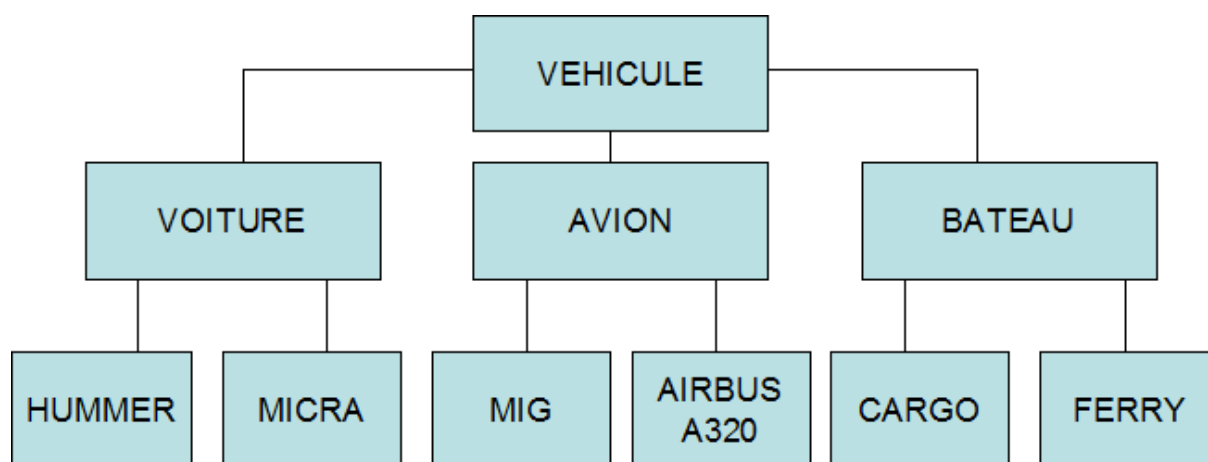 VEHICULE
VOITURE
AVION
BATEAU
HUMMER
MICRA
MIG
AIRBUS
A320
CARGO
FERRY